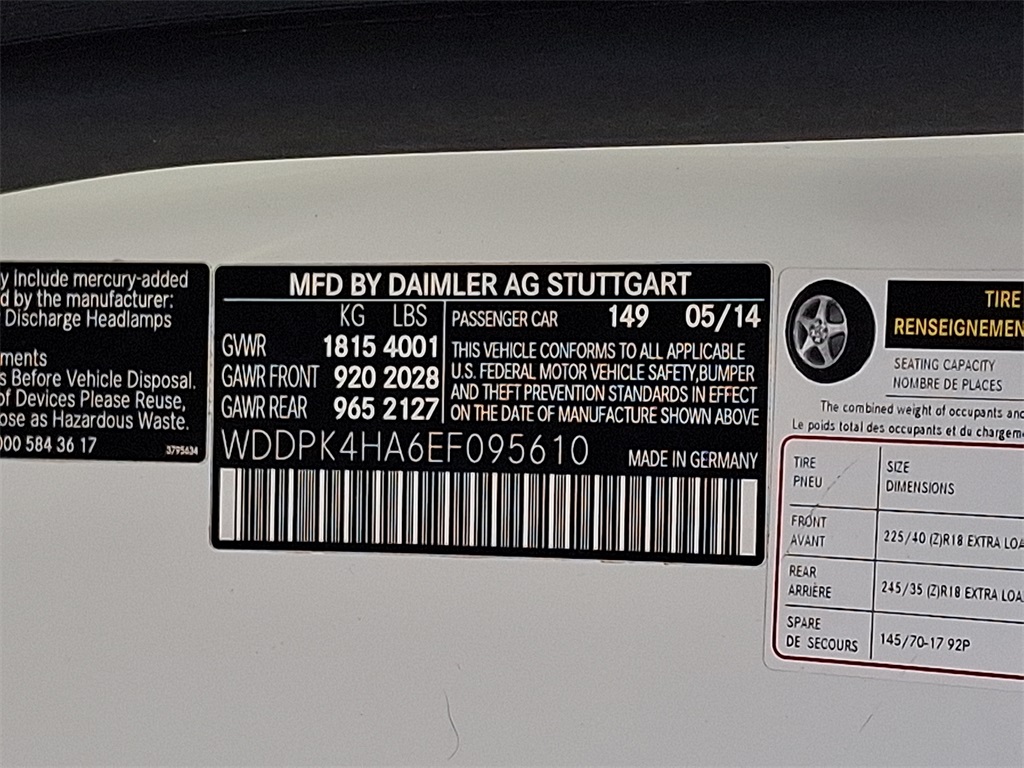 y Include mercury-added
d by the manufacturer;
Discharge Headlamps
ments
s Before Vehicle Disposal.
of Devices Please Reuse,
ose as Hazardous Waste.
000 584 36 17
3795634
MFD BY DAIMLER AG STUTTGART
KG LBS
GVWR 1815 4001
GAWR FRONT 920 2028
GAWR REAR 965 2127
PASSENGER CAR 149 05/14
THIS VEHICLE CONFORMS TO ALL APPLICABLE
U.S. FEDERAL MOTOR VEHICLE SAFETY,BUMPER
AND THEFT PREVENTION STANDARDS IN EFFECT
ON THE DATE OF MANUFACTURE SHOWN ABOVE
WDDPK4HA6EF095610
MADE IN GERMANY
TIRE
RENSEIGNEMEN
SEATING CAPACITY
NOMBRE DE PLACES
The combined weight of occupants and
Le poids total des occupants et du chargeme
TIRE SIZE
PNEU DIMENSIONS
FRONT
AVANT 225/40 (Z)R18 EXTRA LOA
REAR
ARRIÈRE 245/35 (Z)R18 EXTRA LOA
SPARE
DE SECOURS 145/70-17 92P